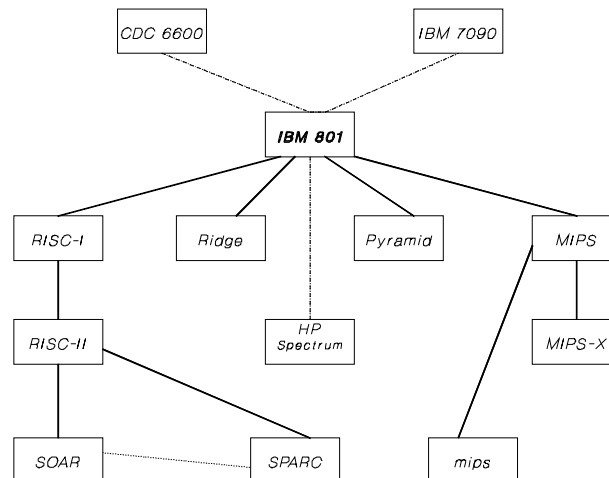 CDC 6600
IBM 7090
IBM 801
RISC-I
Ridge
Pyramid
MIPS
RISC-II
HP
Spectrum
MIPS-X
SOAR
SPARC
mips